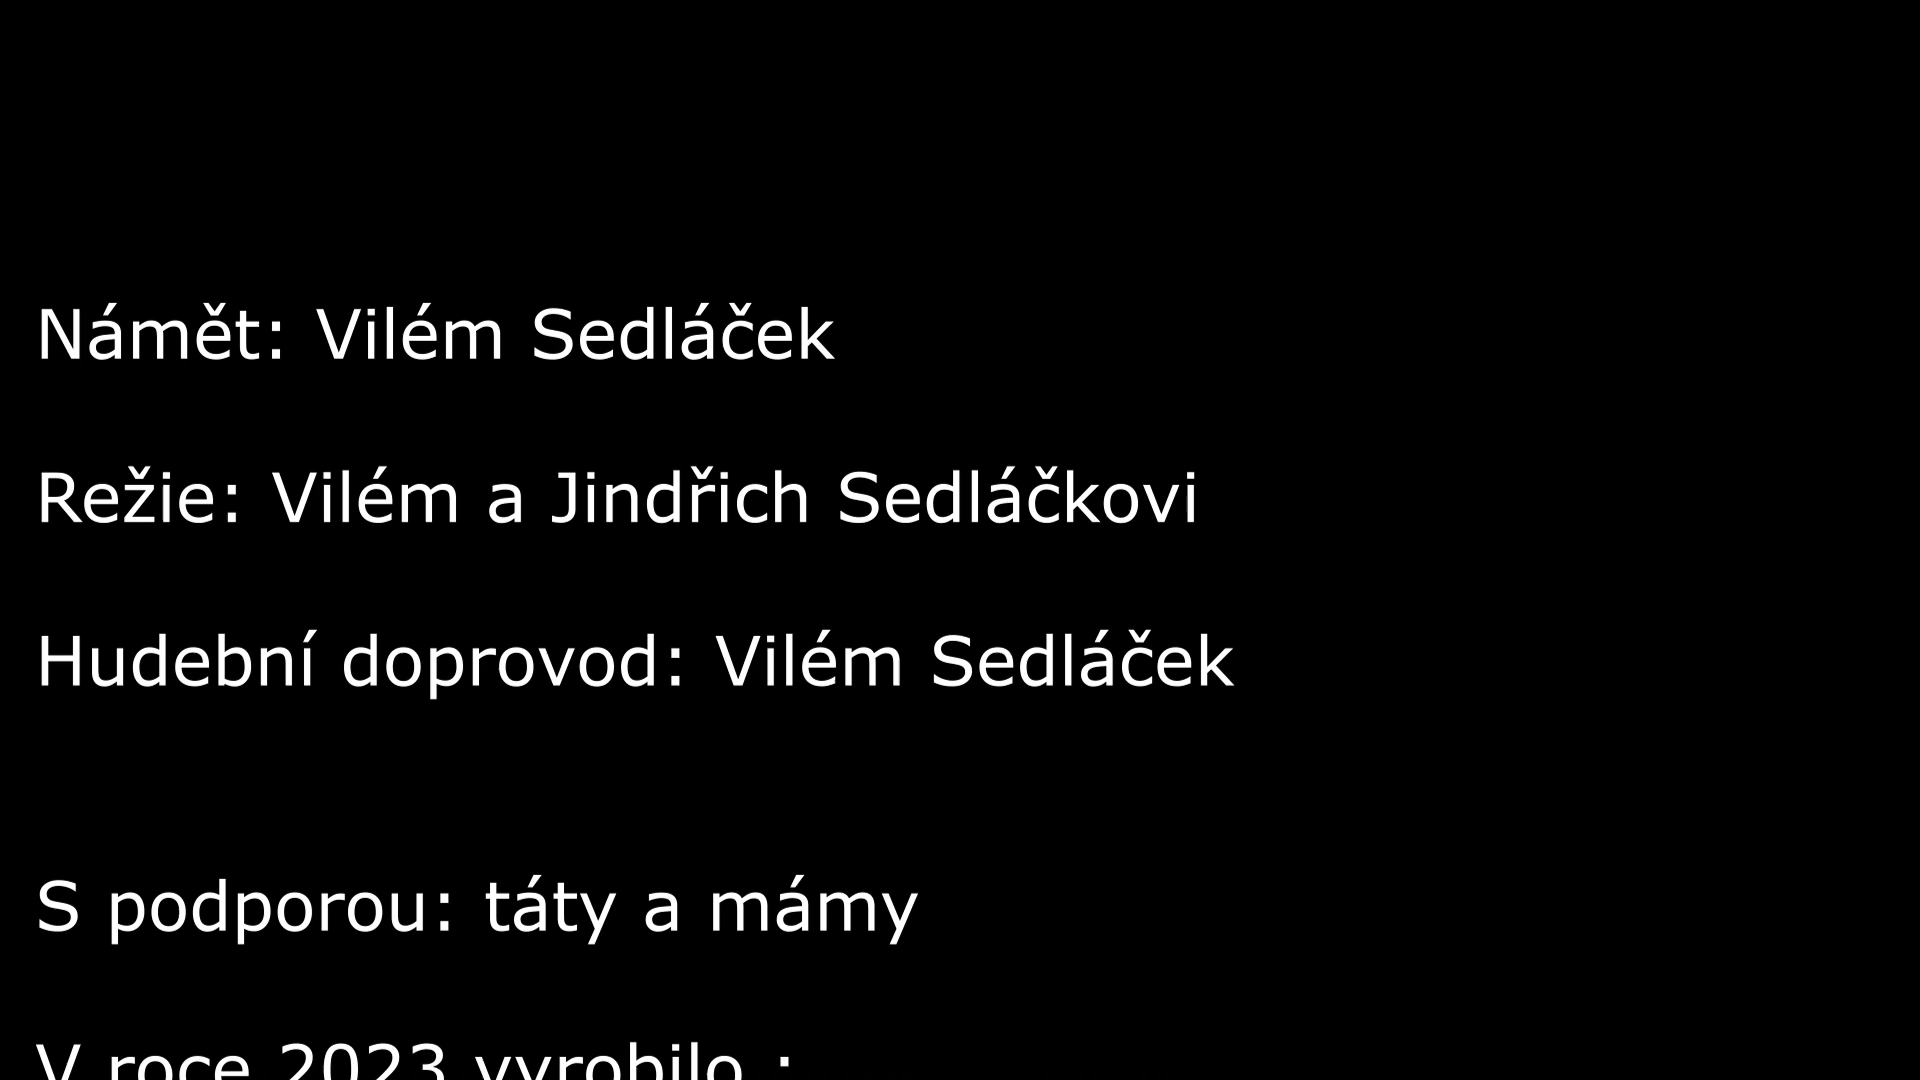 Námět: Vilém Sedláček
Režie: Vilém a Jindřich Sedláčkovi
Hudební doprovod: Vilém Sedláček
S podporou: táty a mámy
V roce 2023 vyrobilo :